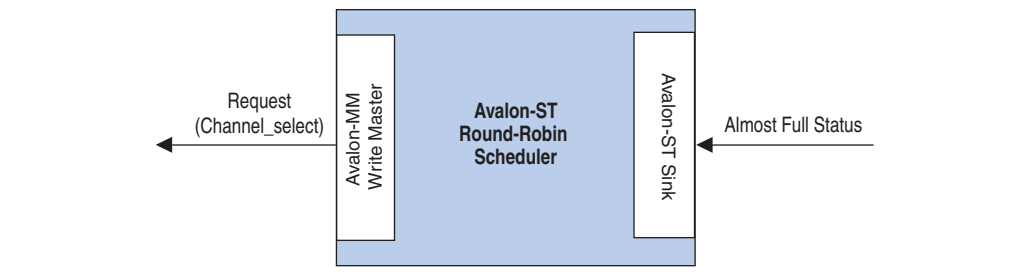 Request
(Channel_select)
Avalon-MM
Write Master
Avalon-ST
Round-Robin
Scheduler
Avalon-ST Sink
Almost Full Status